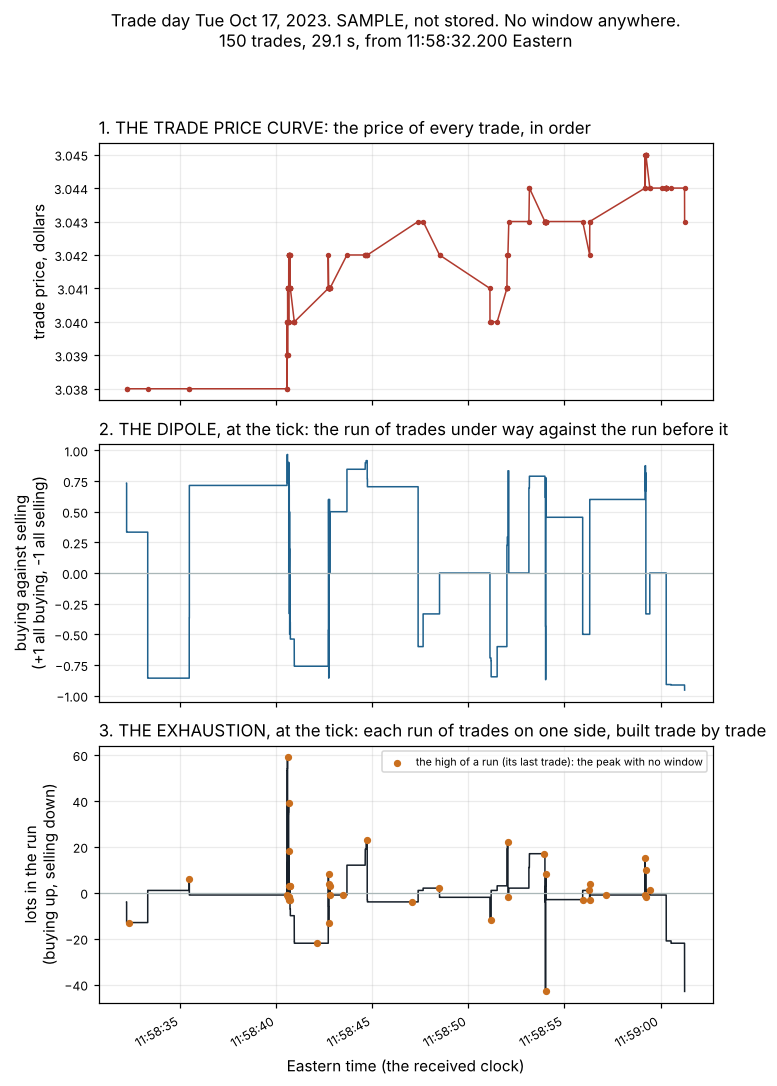 Trade day Tue Oct 17, 2023. SAMPLE, not stored. No window anywhere.
150 trades, 29.1 s, from 11:58:32.200 Eastern
1. THE TRADE PRICE CURVE: the price of every trade, in order
3.045
3.044
3.043
3.042
3.041
3.040
3.039
3.038
trade price, dollars
2. THE DIPOLE, at the tick: the run of trades under way against the run before it
1.00
0.75
0.50
0.25
0.00
−0.25
−0.50
−0.75
−1.00
buying against selling
(+1 all buying, -1 all selling)
3. THE EXHAUSTION, at the tick: each run of trades on one side, built trade by trade
the high of a run (its last trade): the peak with no window
60
40
20
0
−20
−40
lots in the run
(buying up, selling down)
11:58:35
11:58:40
11:58:45
11:58:50
11:58:55
11:59:00
Eastern time (the received clock)